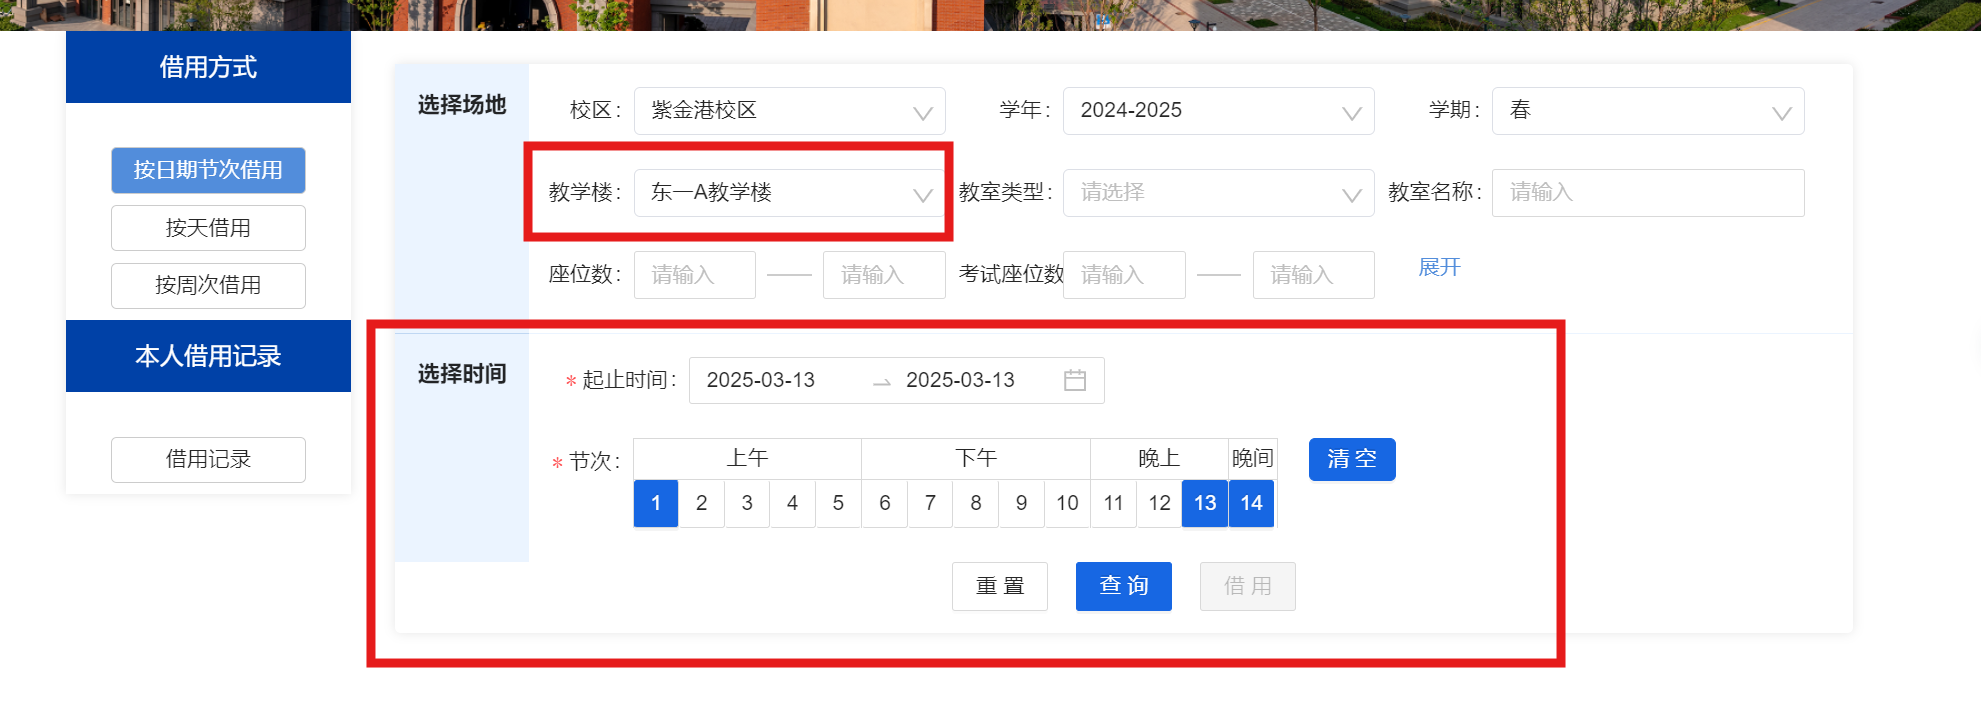 借用方式
按日期节次借用
按天借用
按周次借用
本人借用记录
借用记录
选择场地
校区： 紫金港校区 学年： 2024-2025 学期： 春
教学楼： 东一A教学楼 教室类型： 请选择 教室名称： 请输入
座位数： 请输入 —— 请输入 考试座位数 请输入 —— 请输入 展开
选择时间
* 起止时间： 2025-03-13 → 2025-03-13
* 节次： 上午 下午 晚上 晚间 清空
1 2 3 4 5 6 7 8 9 10 11 12 13 14
重置 查询 借用